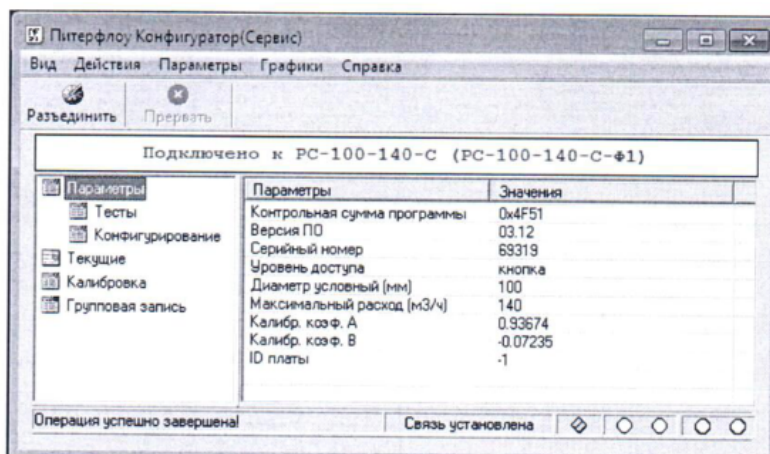 Питерфлоу Конфигуратор(Сервис)
Вид Действия Параметры Графики Справка
Разъединить Прервать
Подключено к РС-100-140-С (РС-100-140-С-Ф1)
Параметры
Тесты
Конфигурирование
Текущие
Калибровка
Групповая запись
Параметры Значения
Контрольная сумма программы 0x4F51
Версия ПО 03.12
Серийный номер 69319
Уровень доступа кнопка
Диаметр условный (мм) 100
Максимальный расход (м3/ч) 140
Калибр. коэф. А 0.93674
Калибр. коэф. В -0.07235
ID платы -1
Операция успешно завершена! Связь установлена